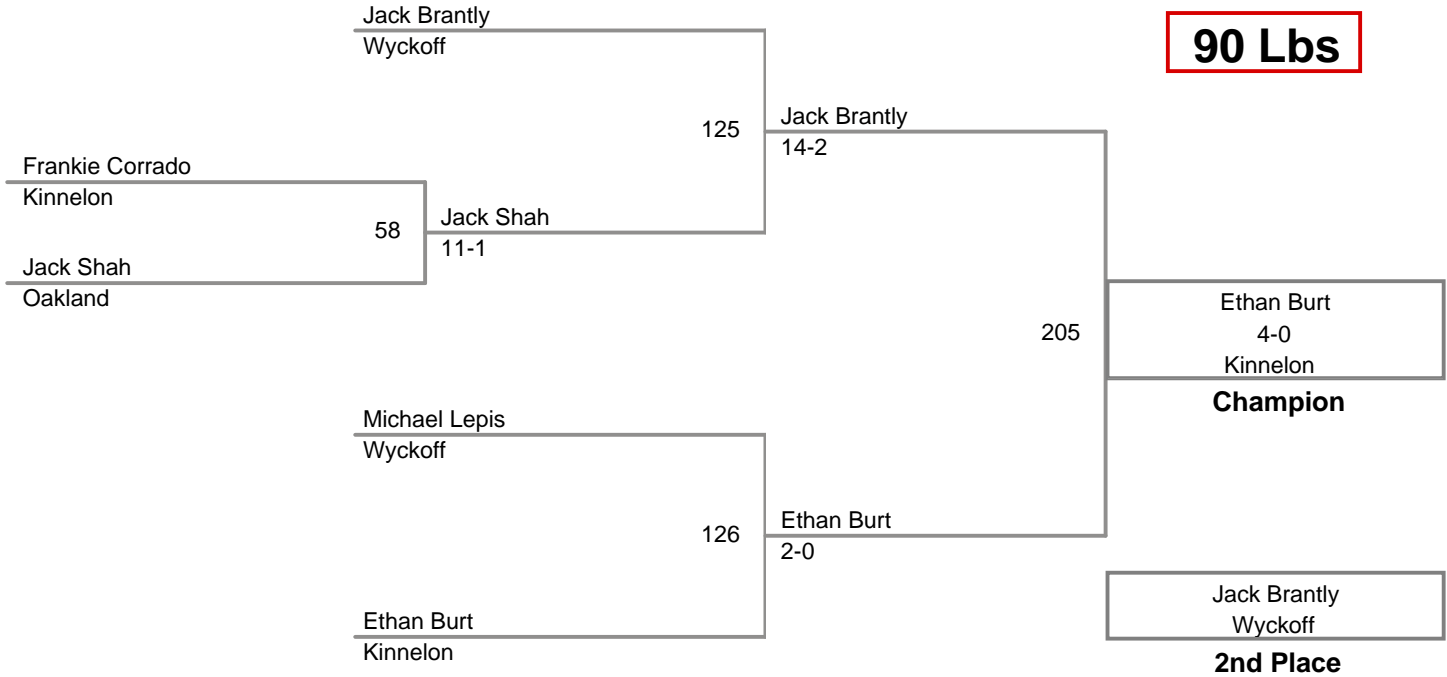 Jack Brantly
Wyckoff
90 Lbs
125
Jack Brantly
14-2
Frankie Corrado
Kinnelon
58
Jack Shah
11-1
Jack Shah
Oakland
205
Ethan Burt
4-0
Kinnelon
Champion
Michael Lepis
Wyckoff
126
Ethan Burt
2-0
Ethan Burt
Kinnelon
Jack Brantly
Wyckoff
2nd Place